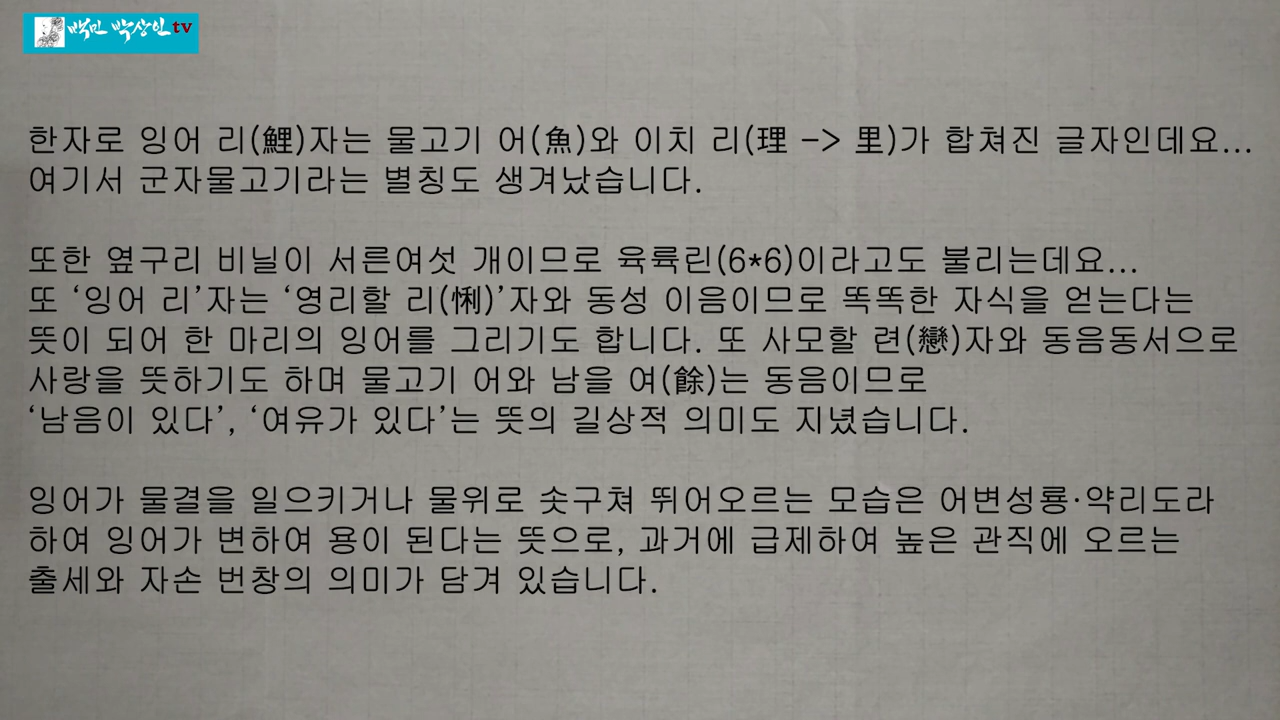 백민 박상인 tv
한자로 잉어 리(鯉)자는 물고기 어(魚)와 이치 리(理 -> 里)가 합쳐진 글자인데요...
여기서 군자물고기라는 별칭도 생겨났습니다.
또한 옆구리 비닐이 서른여섯 개이므로 육륙린(6*6)이라고도 불리는데요...
또 ‘잉어 리’자는 ‘영리할 리(悧)’자와 동성 이음이므로 똑똑한 자식을 얻는다는
뜻이 되어 한 마리의 잉어를 그리기도 합니다. 또 사모할 련(戀)자와 동음동서으로
사랑을 뜻하기도 하며 물고기 어와 남을 여(餘)는 동음이므로
‘남음이 있다’, ‘여유가 있다’는 뜻의 길상적 의미도 지녔습니다.
잉어가 물결을 일으키거나 물위로 솟구쳐 뛰어오르는 모습은 어변성룡·약리도라
하여 잉어가 변하여 용이 된다는 뜻으로, 과거에 급제하여 높은 관직에 오르는
출세와 자손 번창의 의미가 담겨 있습니다.